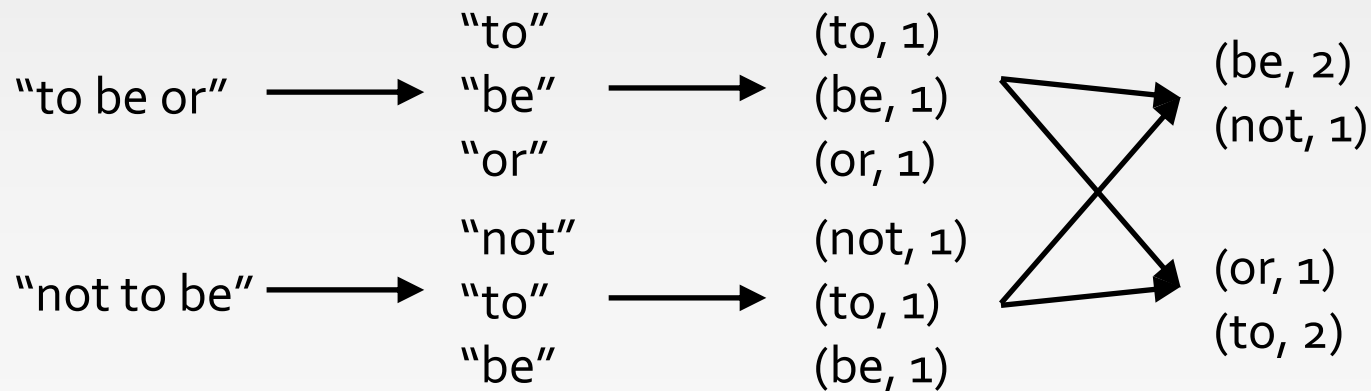 “to be or”
“to”
“be”
“or”
(to, 1)
(be, 1)
(or, 1)
“not to be”
“not”
“to”
“be”
(not, 1)
(to, 1)
(be, 1)
(be, 2)
(not, 1)
(or, 1)
(to, 2)